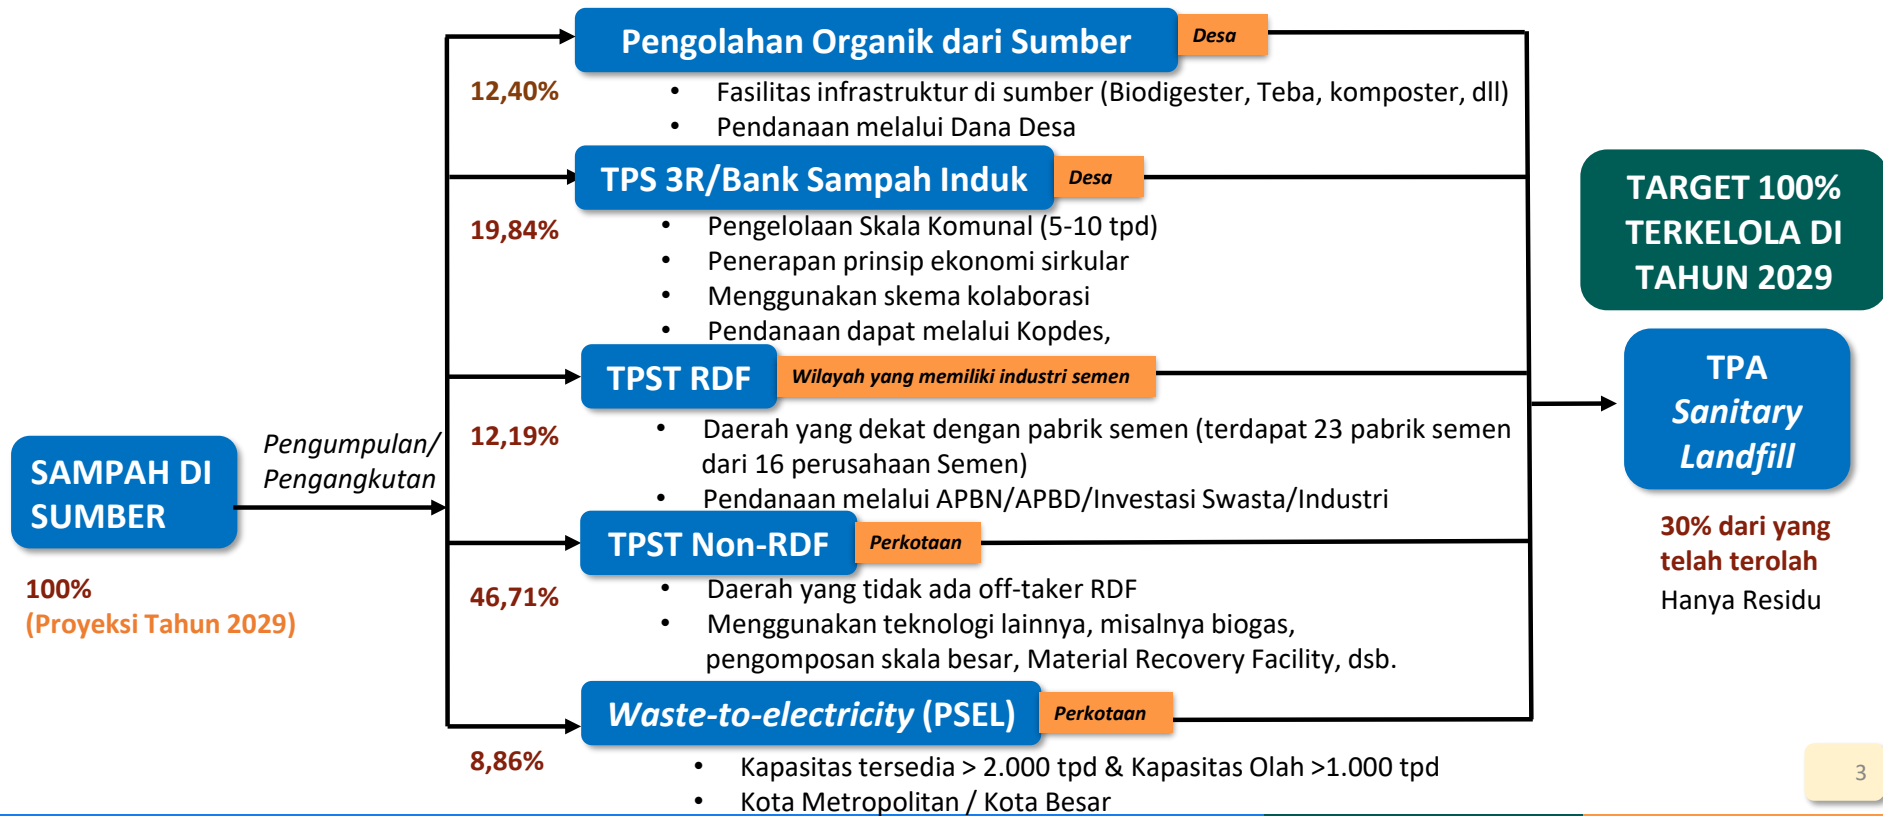 Pengolahan Organik dari Sumber
Desa
12,40%
• Fasilitas infrastruktur di sumber (Biodigester, Teba, komposter, dll)
• Pendanaan melalui Dana Desa
TPS 3R/Bank Sampah Induk
Desa
19,84%
• Pengelolaan Skala Komunal (5-10 tpd)
• Penerapan prinsip ekonomi sirkular
• Menggunakan skema kolaborasi
• Pendanaan dapat melalui Kopdes,
TPST RDF
Wilayah yang memiliki industri semen
12,19%
• Daerah yang dekat dengan pabrik semen (terdapat 23 pabrik semen
dari 16 perusahaan Semen)
• Pendanaan melalui APBN/APBD/Investasi Swasta/Industri
SAMPAH DI
SUMBER
Pengumpulan/
Pengangkutan
100%
(Proyeksi Tahun 2029)
TPST Non-RDF
Perkotaan
46,71%
• Daerah yang tidak ada off-taker RDF
• Menggunakan teknologi lainnya, misalnya biogas,
pengomposan skala besar, Material Recovery Facility, dsb.
Waste-to-electricity (PSEL)
Perkotaan
8,86%
• Kapasitas tersedia > 2.000 tpd & Kapasitas Olah >1.000 tpd
• Kota Metropolitan / Kota Besar
TARGET 100%
TERKELOLA DI
TAHUN 2029
TPA
Sanitary
Landfill
30% dari yang
telah terolah
Hanya Residu
3